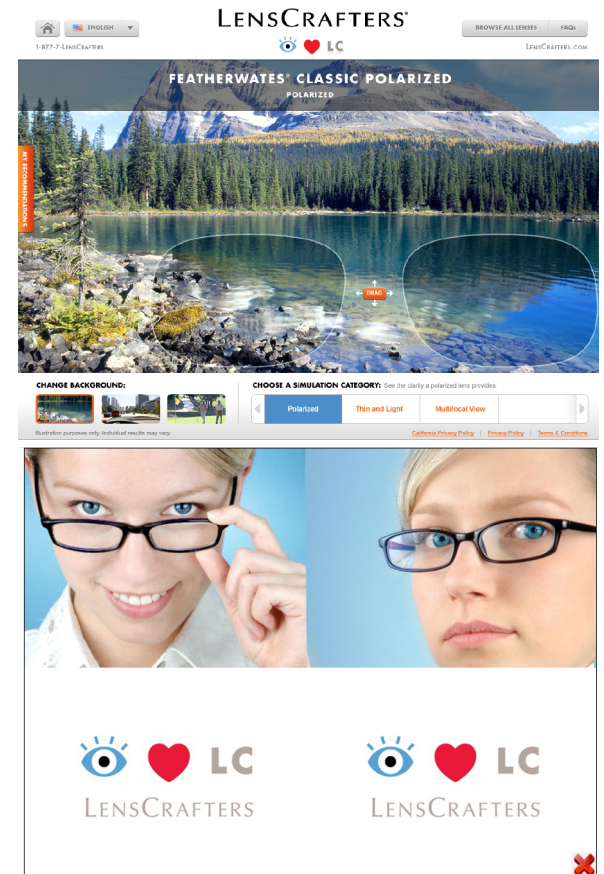 LENSCRAFTERS®
ENGLISH
BROWSE ALL LENSES
FAQs
1-877-7-LENSCRAFTERS
LC
LENSCRAFTERS.COM
FEATHERWATES® CLASSIC POLARIZED
POLARIZED
MY RECOMMENDATIONS
DRAG
CHANGE BACKGROUND:
CHOOSE A SIMULATION CATEGORY: See the clarity a polarized lens provides.
Polarized
Thin and Light
Multifocal View
Illustration purposes only. Individual results may vary.
California Privacy Policy | Privacy Policy | Terms & Conditions
LC
LENSCRAFTERS
LC
LENSCRAFTERS